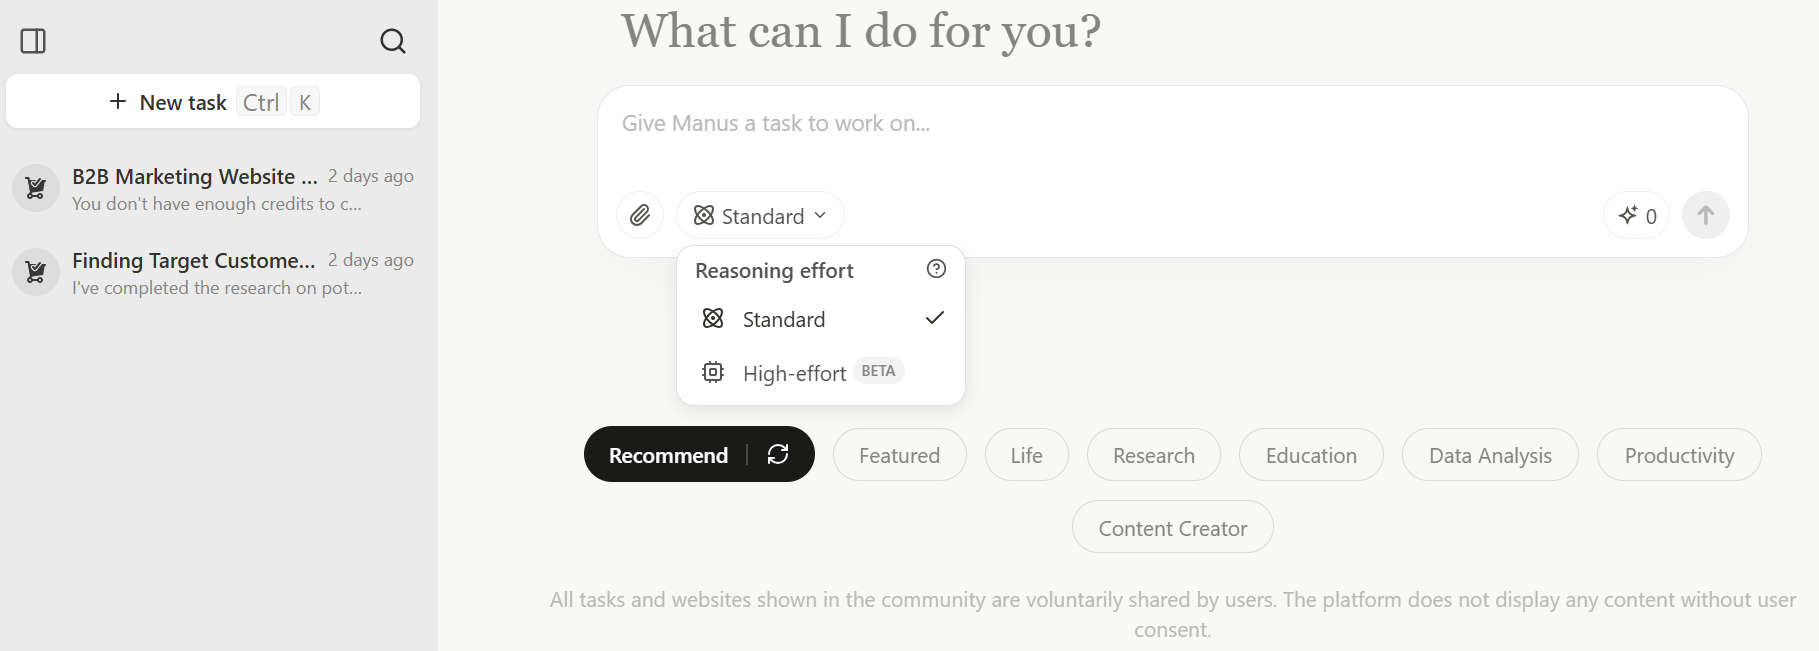 What can I do for you?
New task Ctrl K
B2B Marketing Website ... 2 days ago
You don't have enough credits to c...
Finding Target Custome... 2 days ago
I've completed the research on pot...
Give Manus a task to work on...
Standard
0
Reasoning effort
Standard
High-effort BETA
Recommend
Featured
Life
Research
Education
Data Analysis
Productivity
Content Creator
All tasks and websites shown in the community are voluntarily shared by users. The platform does not display any content without user
consent.